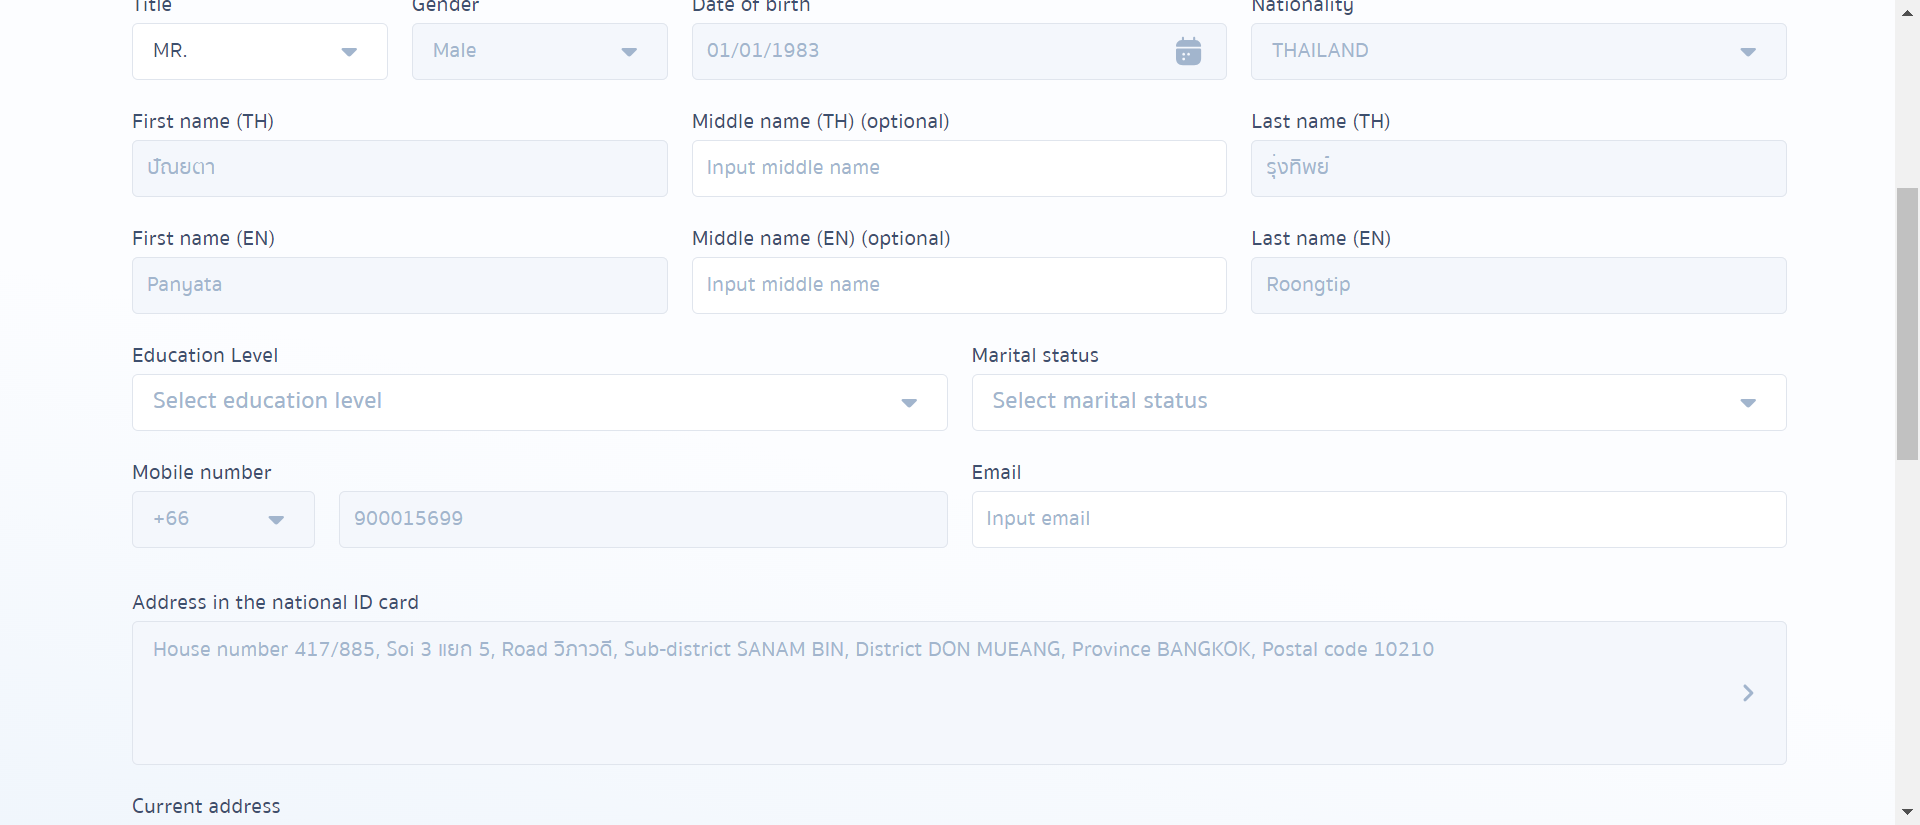 Title Gender Date of birth Nationality
MR. Male 01/01/1983 THAILAND
First name (TH) Middle name (TH) (optional) Last name (TH)
ปัณยตา Input middle name รุ่งทิพย์
First name (EN) Middle name (EN) (optional) Last name (EN)
Panyata Input middle name Roongtip
Education Level Marital status
Select education level Select marital status
Mobile number Email
+66 900015699 Input email
Address in the national ID card
House number 417/885, Soi 3 แยก 5, Road วิภาวดี, Sub-district SANAM BIN, District DON MUEANG, Province BANGKOK, Postal code 10210
Current address